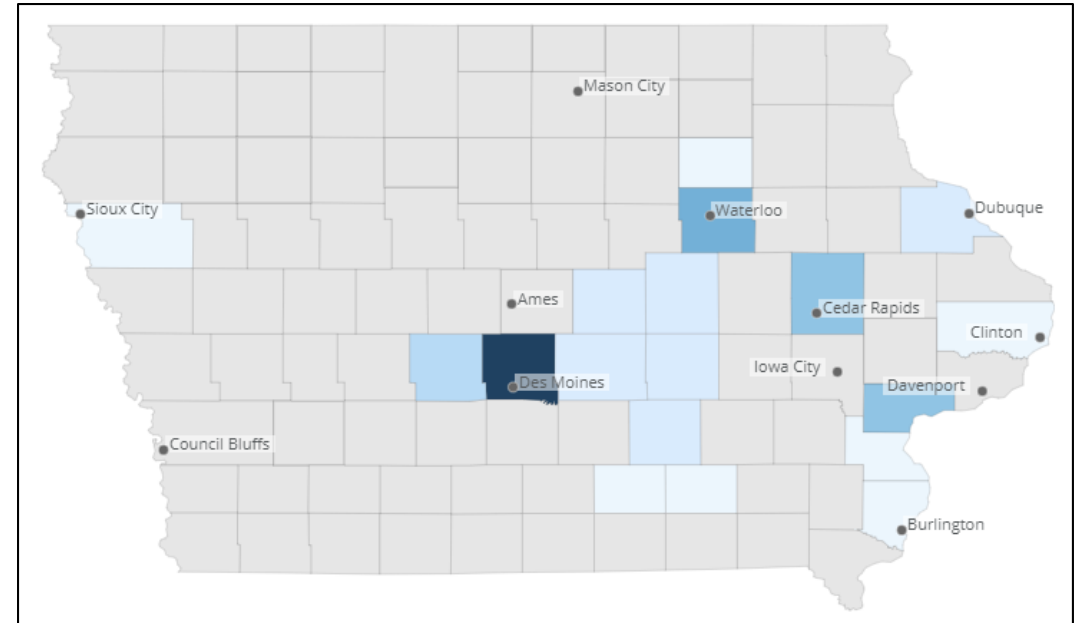 Mason City
Sioux City
Waterloo
Dubuque
Ames
Cedar Rapids
Clinton
Iowa City
Des Moines
Davenport
Council Bluffs
Burlington